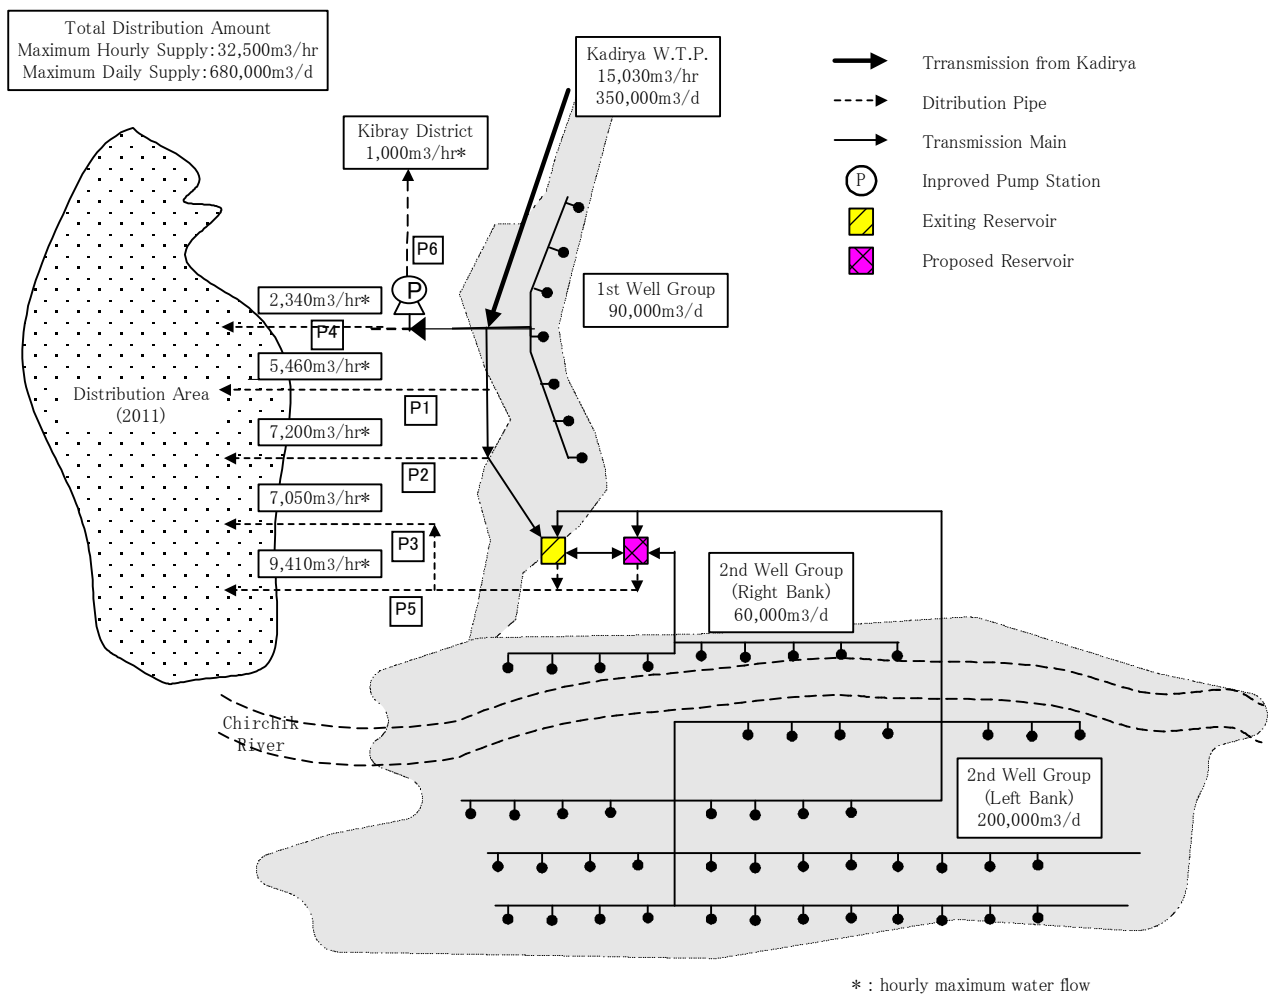 Total Distribution Amount
Maximum Hourly Supply:32,500m3/hr
Maximum Daily Supply:680,000m3/d
Kadirya W.T.P.
15,030m3/hr
350,000m3/d
Trransmission from Kadirya
Ditribution Pipe
Transmission Main
P
Inproved Pump Station
Exiting Reservoir
Proposed Reservoir
Kibray District
1,000m3/hr*
P6
P
1st Well Group
90,000m3/d
2,340m3/hr*
P4
5,460m3/hr*
P1
Distribution Area
(2011)
7,200m3/hr*
P2
7,050m3/hr*
P3
9,410m3/hr*
P5
2nd Well Group
(Right Bank)
60,000m3/d
Chirchik
River
2nd Well Group
(Left Bank)
200,000m3/d
* : hourly maximum water flow